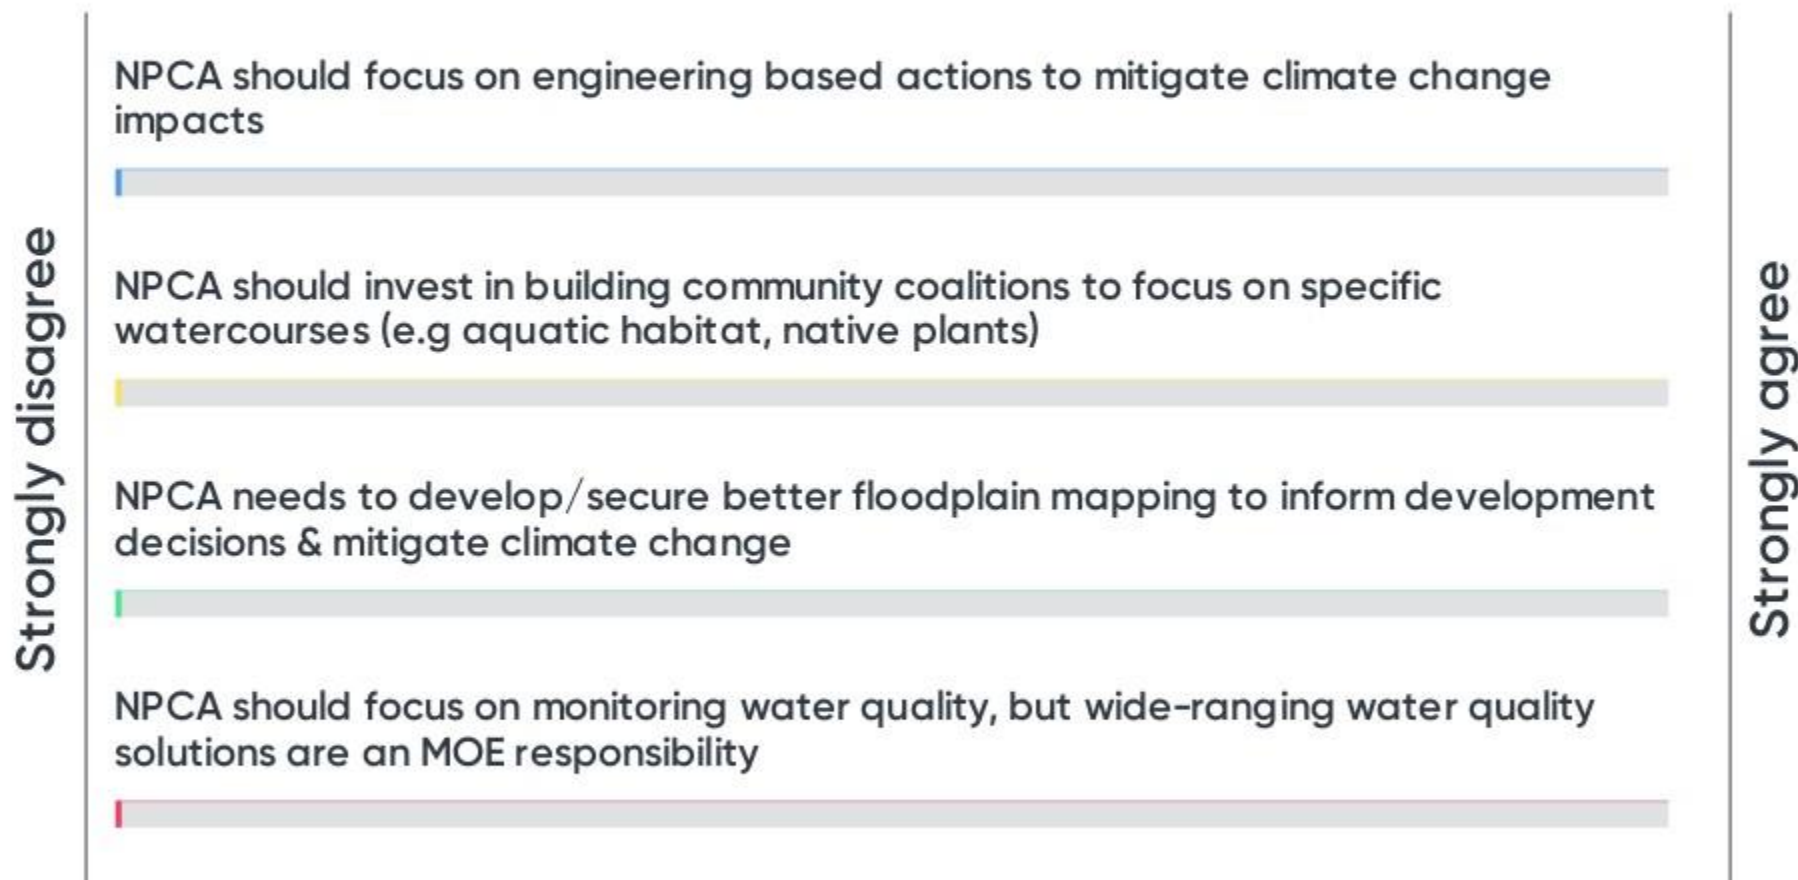 Strongly disagree
NPCA should focus on engineering based actions to mitigate climate change
impacts
NPCA should invest in building community coalitions to focus on specific
watercourses (e.g aquatic habitat, native plants)
NPCA needs to develop/secure better floodplain mapping to inform development
decisions & mitigate climate change
NPCA should focus on monitoring water quality, but wide-ranging water quality
solutions are an MOE responsibility
Strongly agree